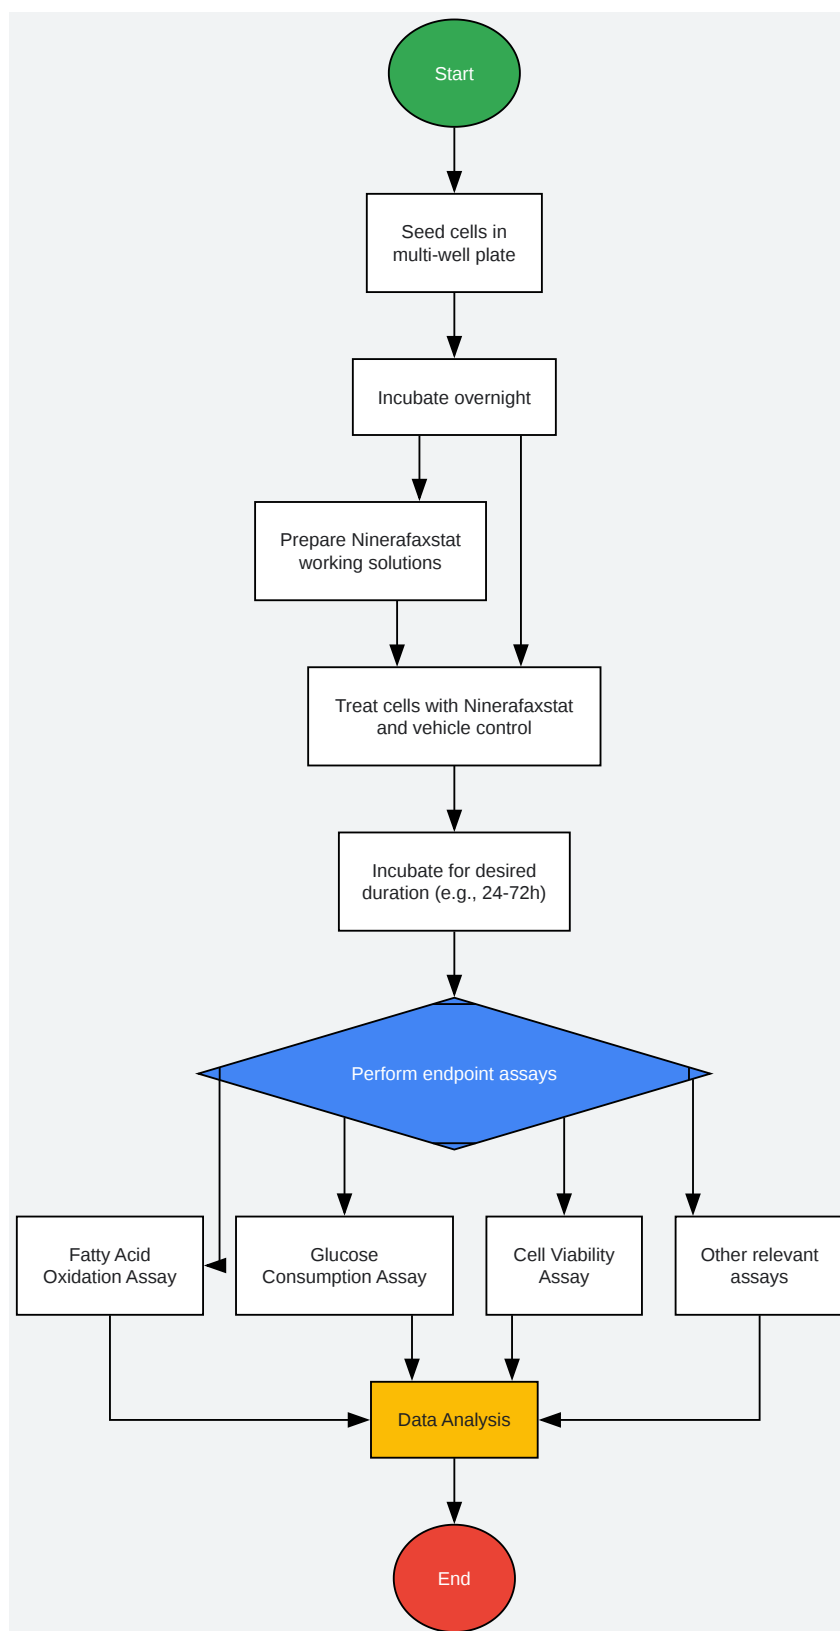 Start
Seed cells in
multi-well plate
Incubate overnight
Prepare Ninerafaxstat
working solutions
Treat cells with Ninerafaxstat
and vehicle control
Incubate for desired
duration (e.g., 24-72h)
Perform endpoint assays
Fatty Acid
Oxidation Assay
Glucose
Consumption Assay
Cell Viability
Assay
Other relevant
assays
Data Analysis
End